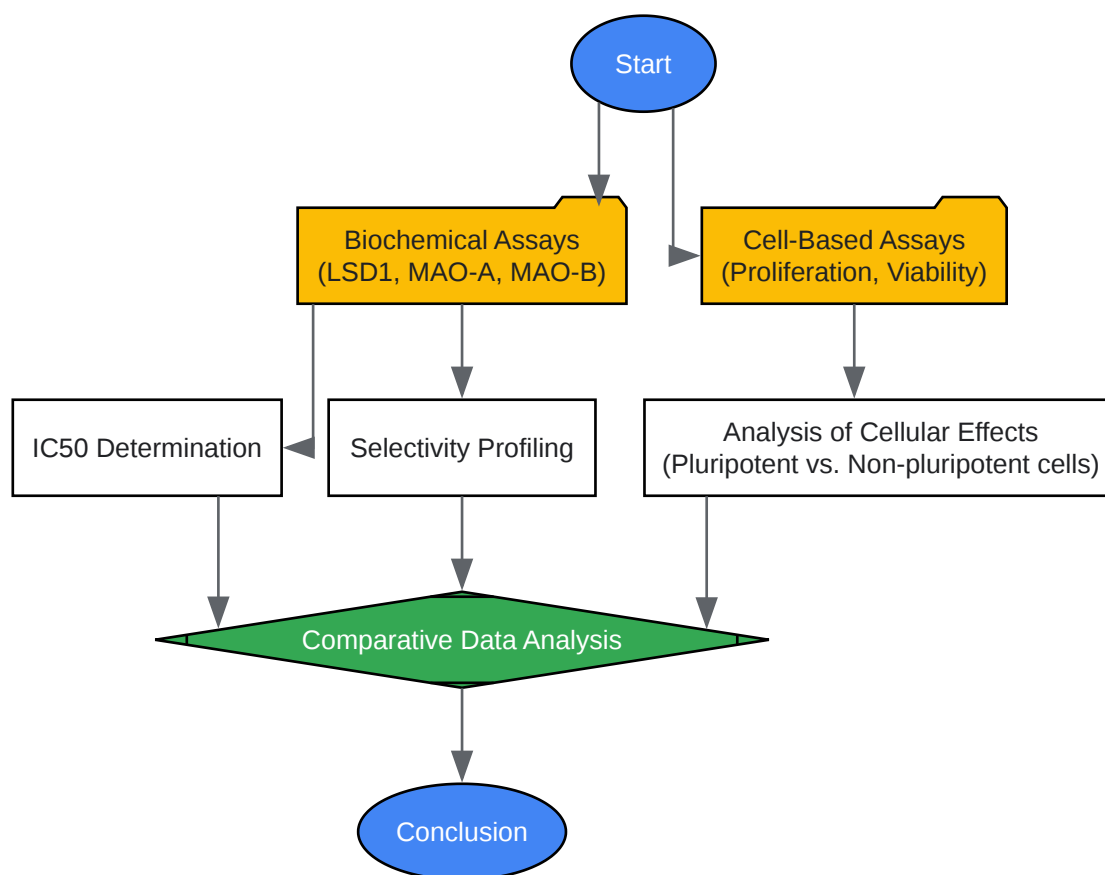 Start
Biochemical Assays
(LSD1, MAO-A, MAO-B)
Cell-Based Assays
(Proliferation, Viability)
IC50 Determination
Selectivity Profiling
Analysis of Cellular Effects
(Pluripotent vs. Non-pluripotent cells)
Comparative Data Analysis
Conclusion